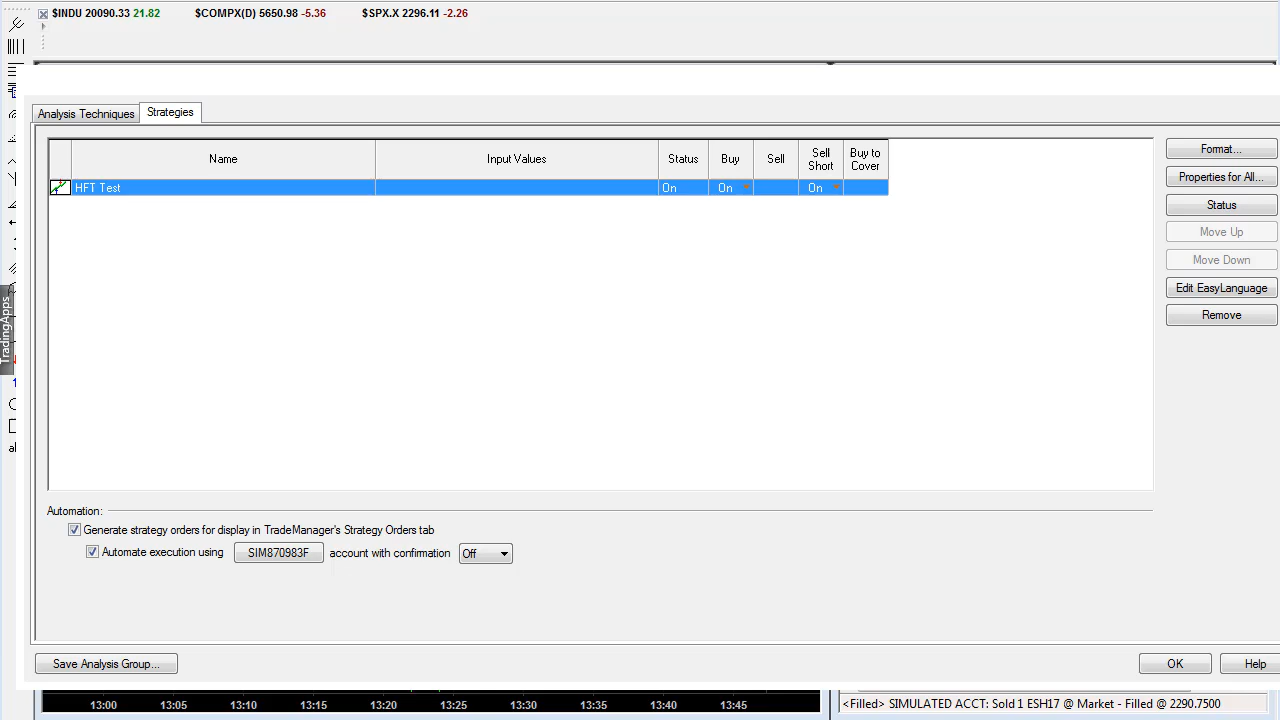 $INDU 20090.33 21.82 $COMPX(D) 5650.98 -5.36 $SPX.X 2296.11 -2.26
Analysis Techniques Strategies
Name Input Values Status Buy Sell Sell Short Buy to Cover
HFT Test On On On
Format...
Properties for All...
Status
Move Up
Move Down
Edit EasyLanguage
Remove
TradingApps
Automation:
Generate strategy orders for display in TradeManager's Strategy Orders tab
Automate execution using SIM870983F account with confirmation Off
Save Analysis Group... OK Help
13:00 13:05 13:10 13:15 13:20 13:25 13:30 13:35 13:40 13:45
<Filled> SIMULATED ACCT: Sold 1 ESH17 @ Market - Filled @ 2290.7500